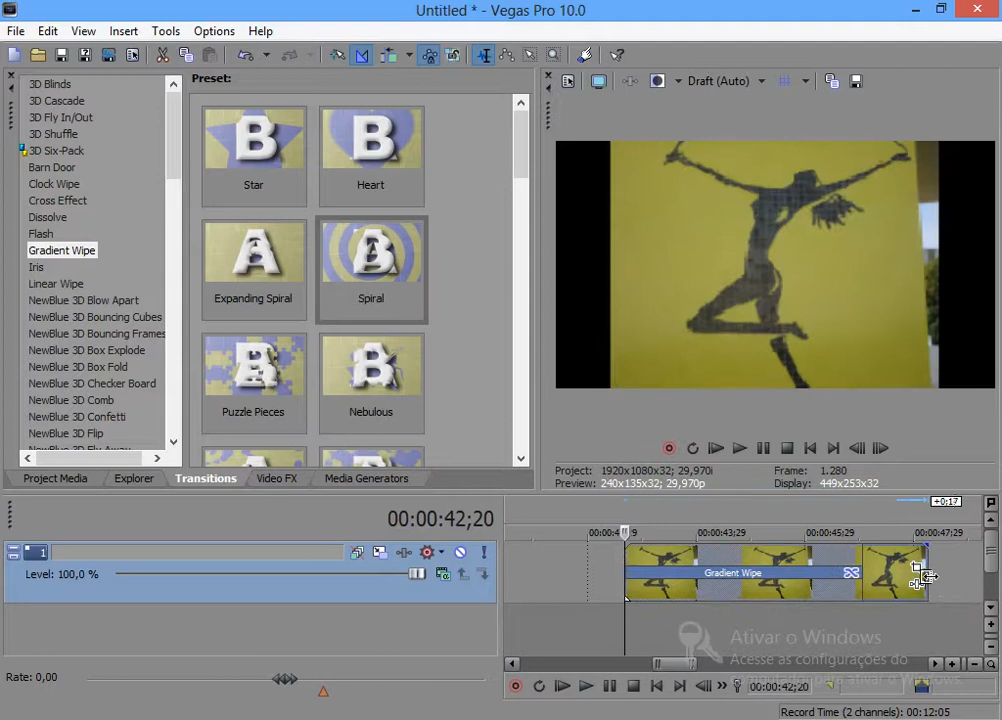 Untitled * - Vegas Pro 10.0
File Edit View Insert Tools Options Help
3D Blinds
3D Cascade
3D Fly In/Out
3D Shuffle
3D Six-Pack
Barn Door
Clock Wipe
Cross Effect
Dissolve
Flash
Gradient Wipe
Iris
Linear Wipe
NewBlue 3D Blow Apart
NewBlue 3D Bouncing Cubes
NewBlue 3D Bouncing Frames
NewBlue 3D Box Explode
NewBlue 3D Box Fold
NewBlue 3D Checker Board
NewBlue 3D Comb
NewBlue 3D Confetti
NewBlue 3D Flip
Preset:
Star
Heart
Expanding Spiral
Spiral
Puzzle Pieces
Nebulous
Project Media Explorer Transitions Video FX Media Generators
Draft (Auto)
Project: 1920x1080x32; 29,970i
Frame: 1.280
Preview: 240x135x32; 29,970p
Display: 449x253x32
00:00:42;20
1
Level: 100,0 %
Rate: 0,00
+0;17
00:00:43;29
00:00:45;29
00:00:47;29
Gradient Wipe
Ativar o Windows
Acesse as configurações do
computador para ativar o Windows.
00:00:42;20
Record Time (2 channels): 00:12:05